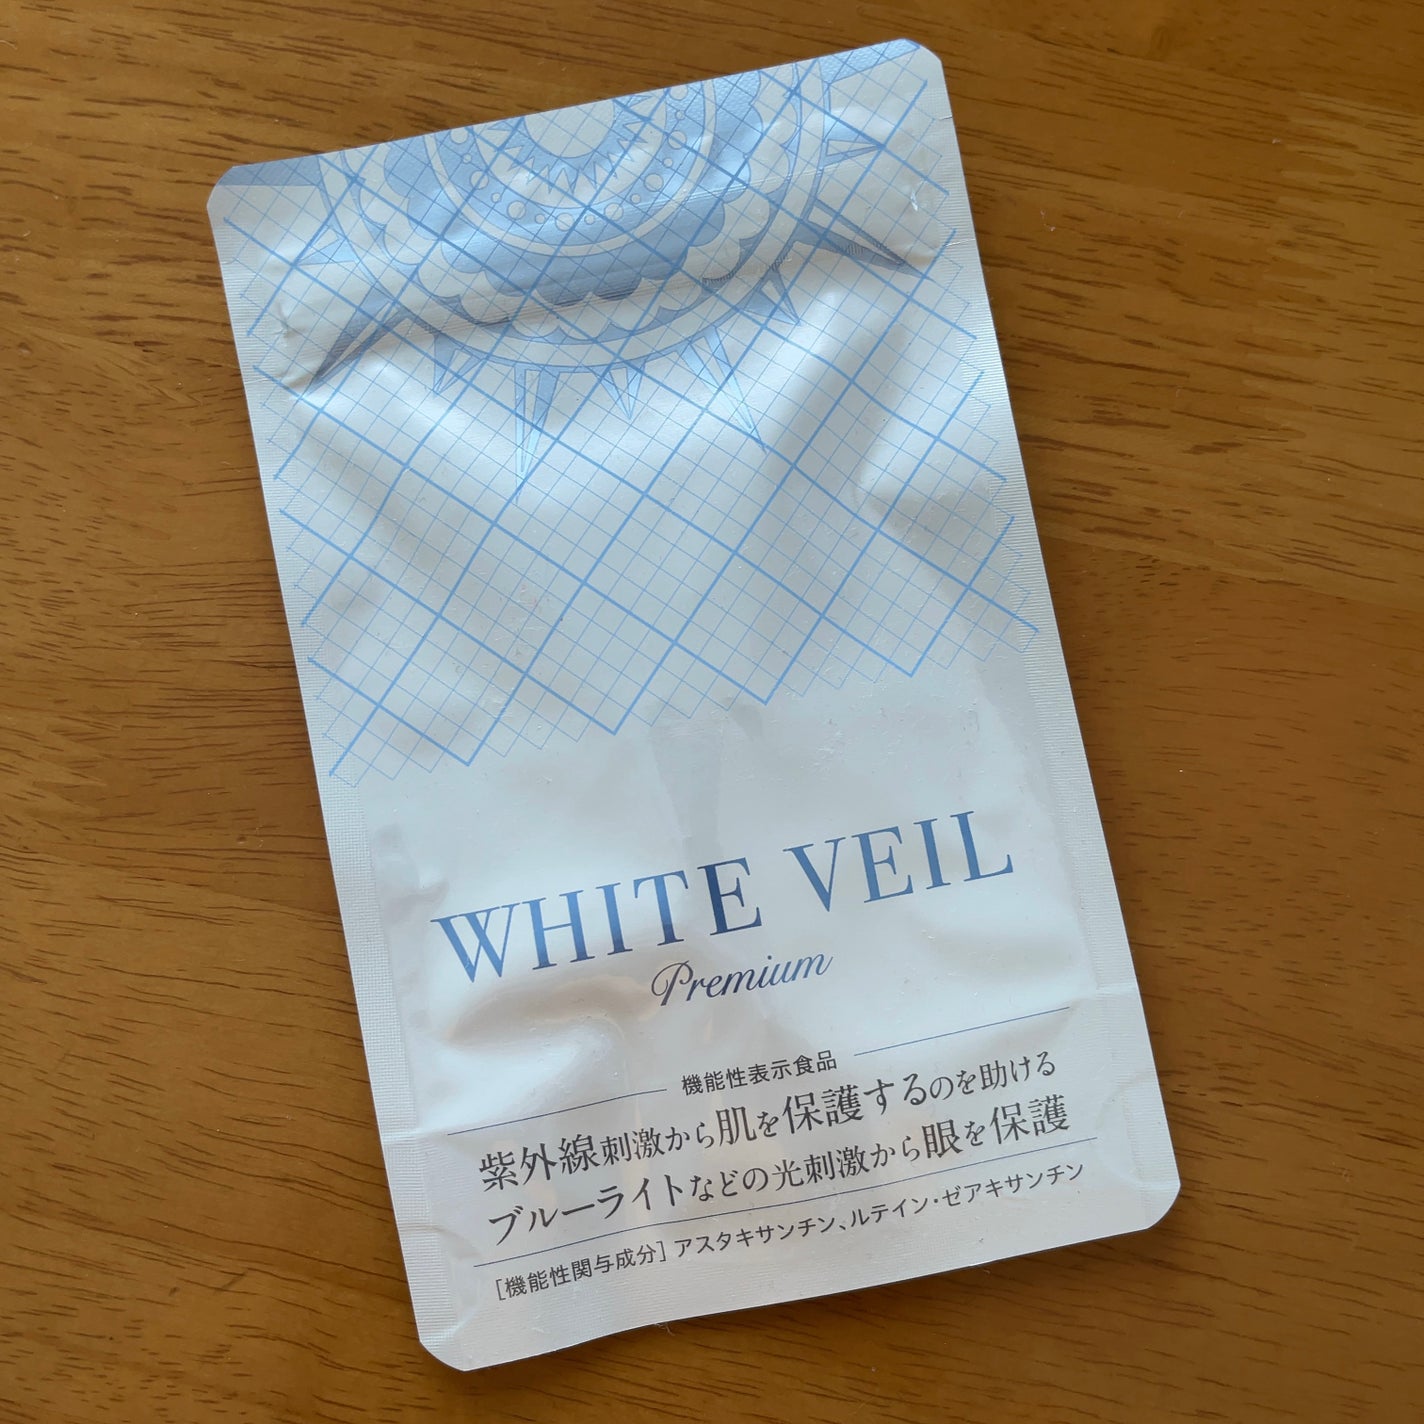 WHITE VEIL
Premium
機能性表示食品
紫外線刺激から肌を保護するのを助ける
ブルーライトなどの光刺激から眼を保護
［機能性関与成分］アスタキサンチン、ルテイン・ゼアキサンチン